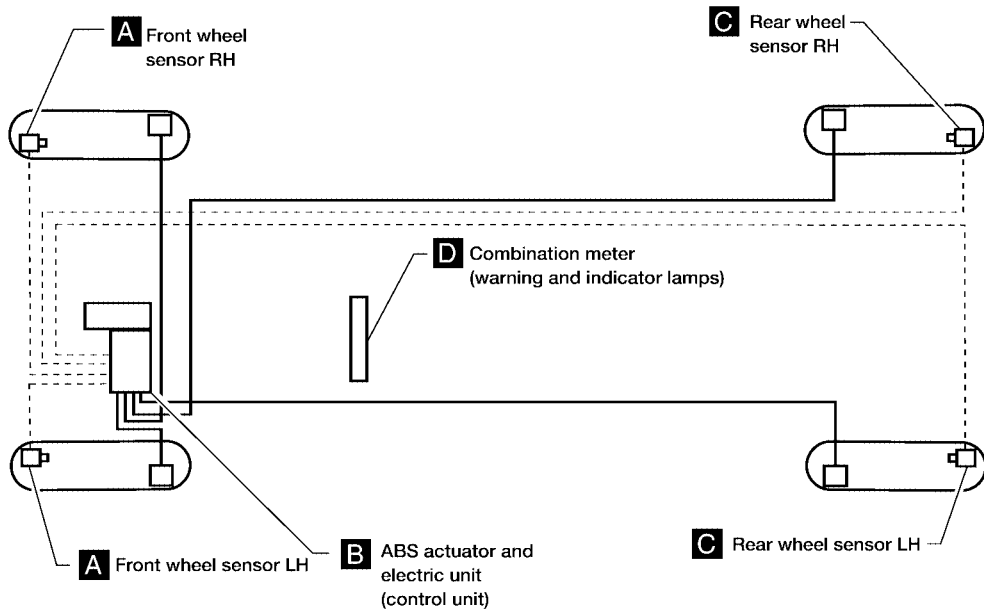 A Front wheel
sensor RH
C Rear wheel
sensor RH
D Combination meter
(warning and indicator lamps)
A Front wheel sensor LH
B ABS actuator and
electric unit
(control unit)
C Rear wheel sensor LH